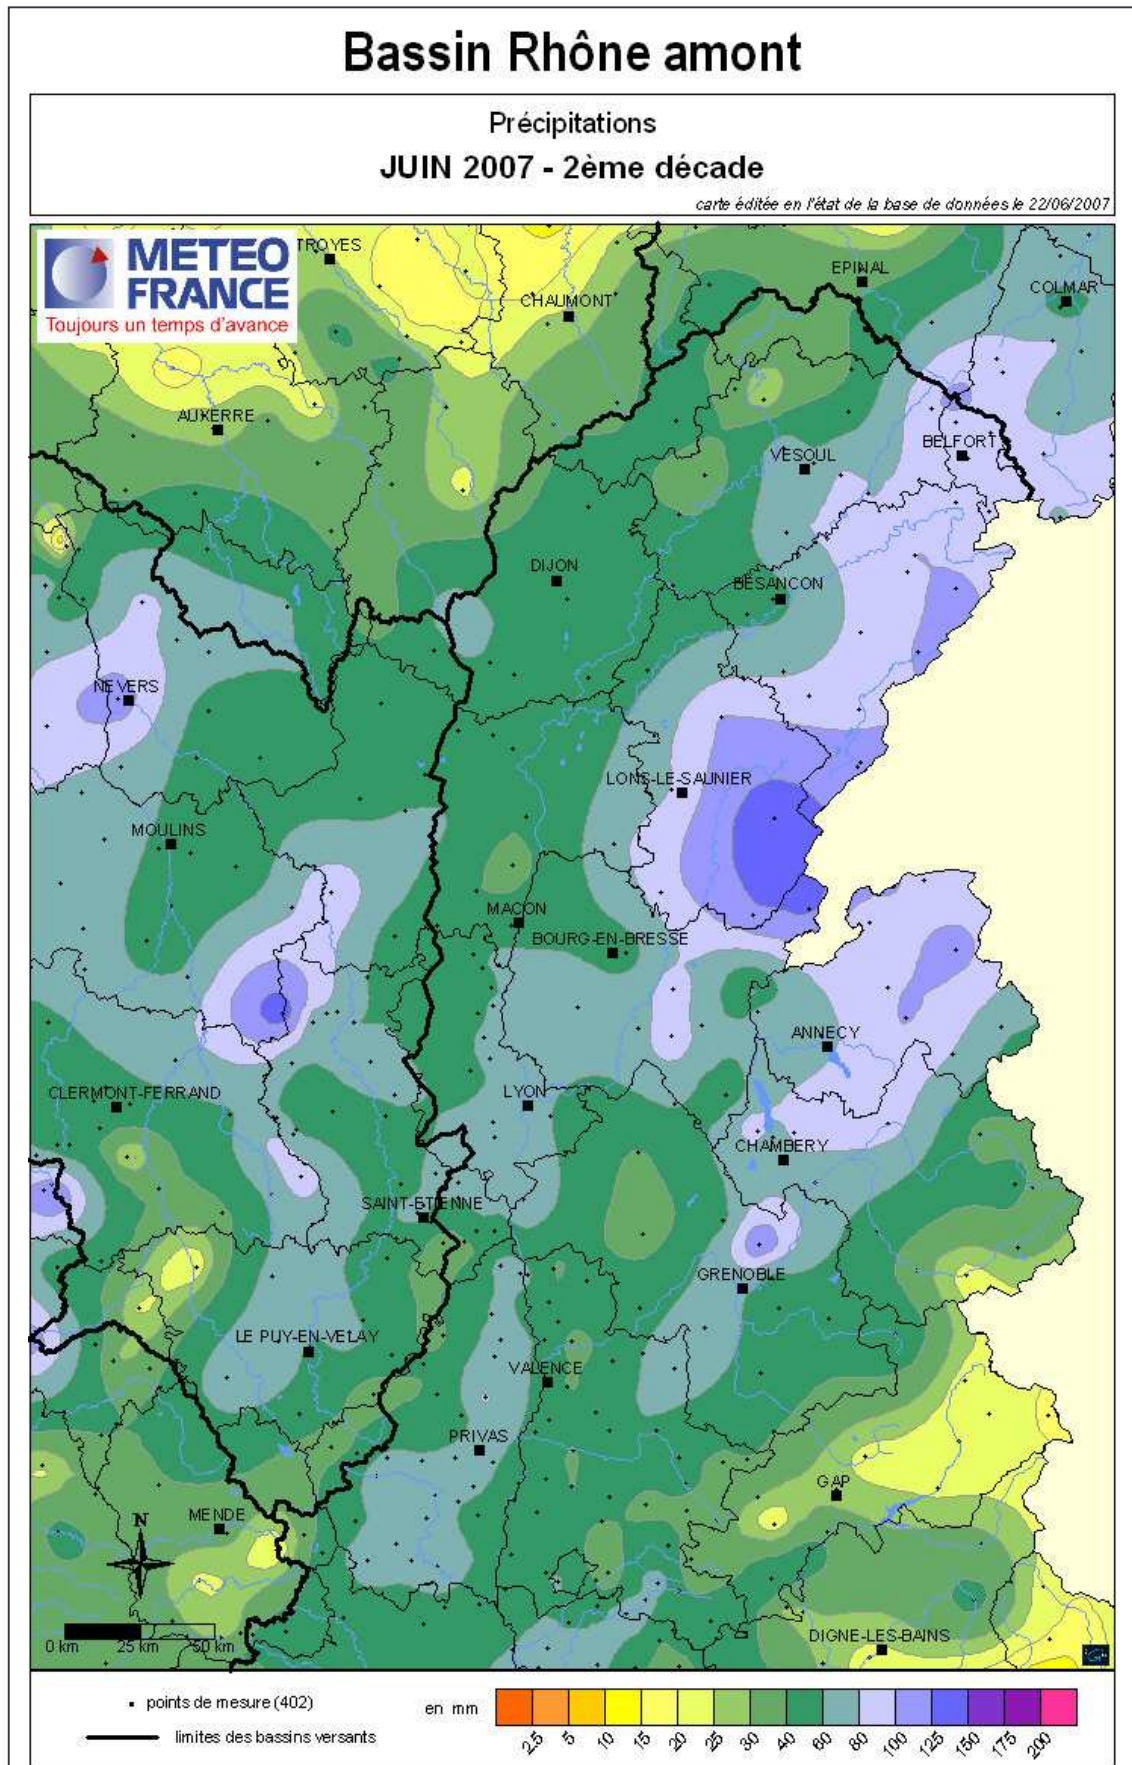 Bassin Rhône amont
Précipitations
JUIN 2007 - 2ème décade
carte éditée en l'état de la base de données le 22/06/2007
METEO
FRANCE
Toujours un temps d'avance
TROYES
EPINAL
COLMAR
CHAUMONT
AUXERRE
BELFORT
VESOUL
DIJON
BESANCON
NEVERS
LONS-LE-SAUNIER
MOULINS
MACON
BOURG-EN-BRESSE
ANNECY
CLERMONT-FERRAND
LYON
CHAMBERY
SAINT-ETIENNE
GRENOBLE
LE PUY-EN-VELAY
VALENCE
PRIVAS
GAP
MENDE
N
DIGNE-LES-BAINS
0 km 25 km 50 km
points de mesure (402)
limites des bassins versants
en mm
2.5 5 10 15 20 25 30 40 60 80 100 125 150 175 200